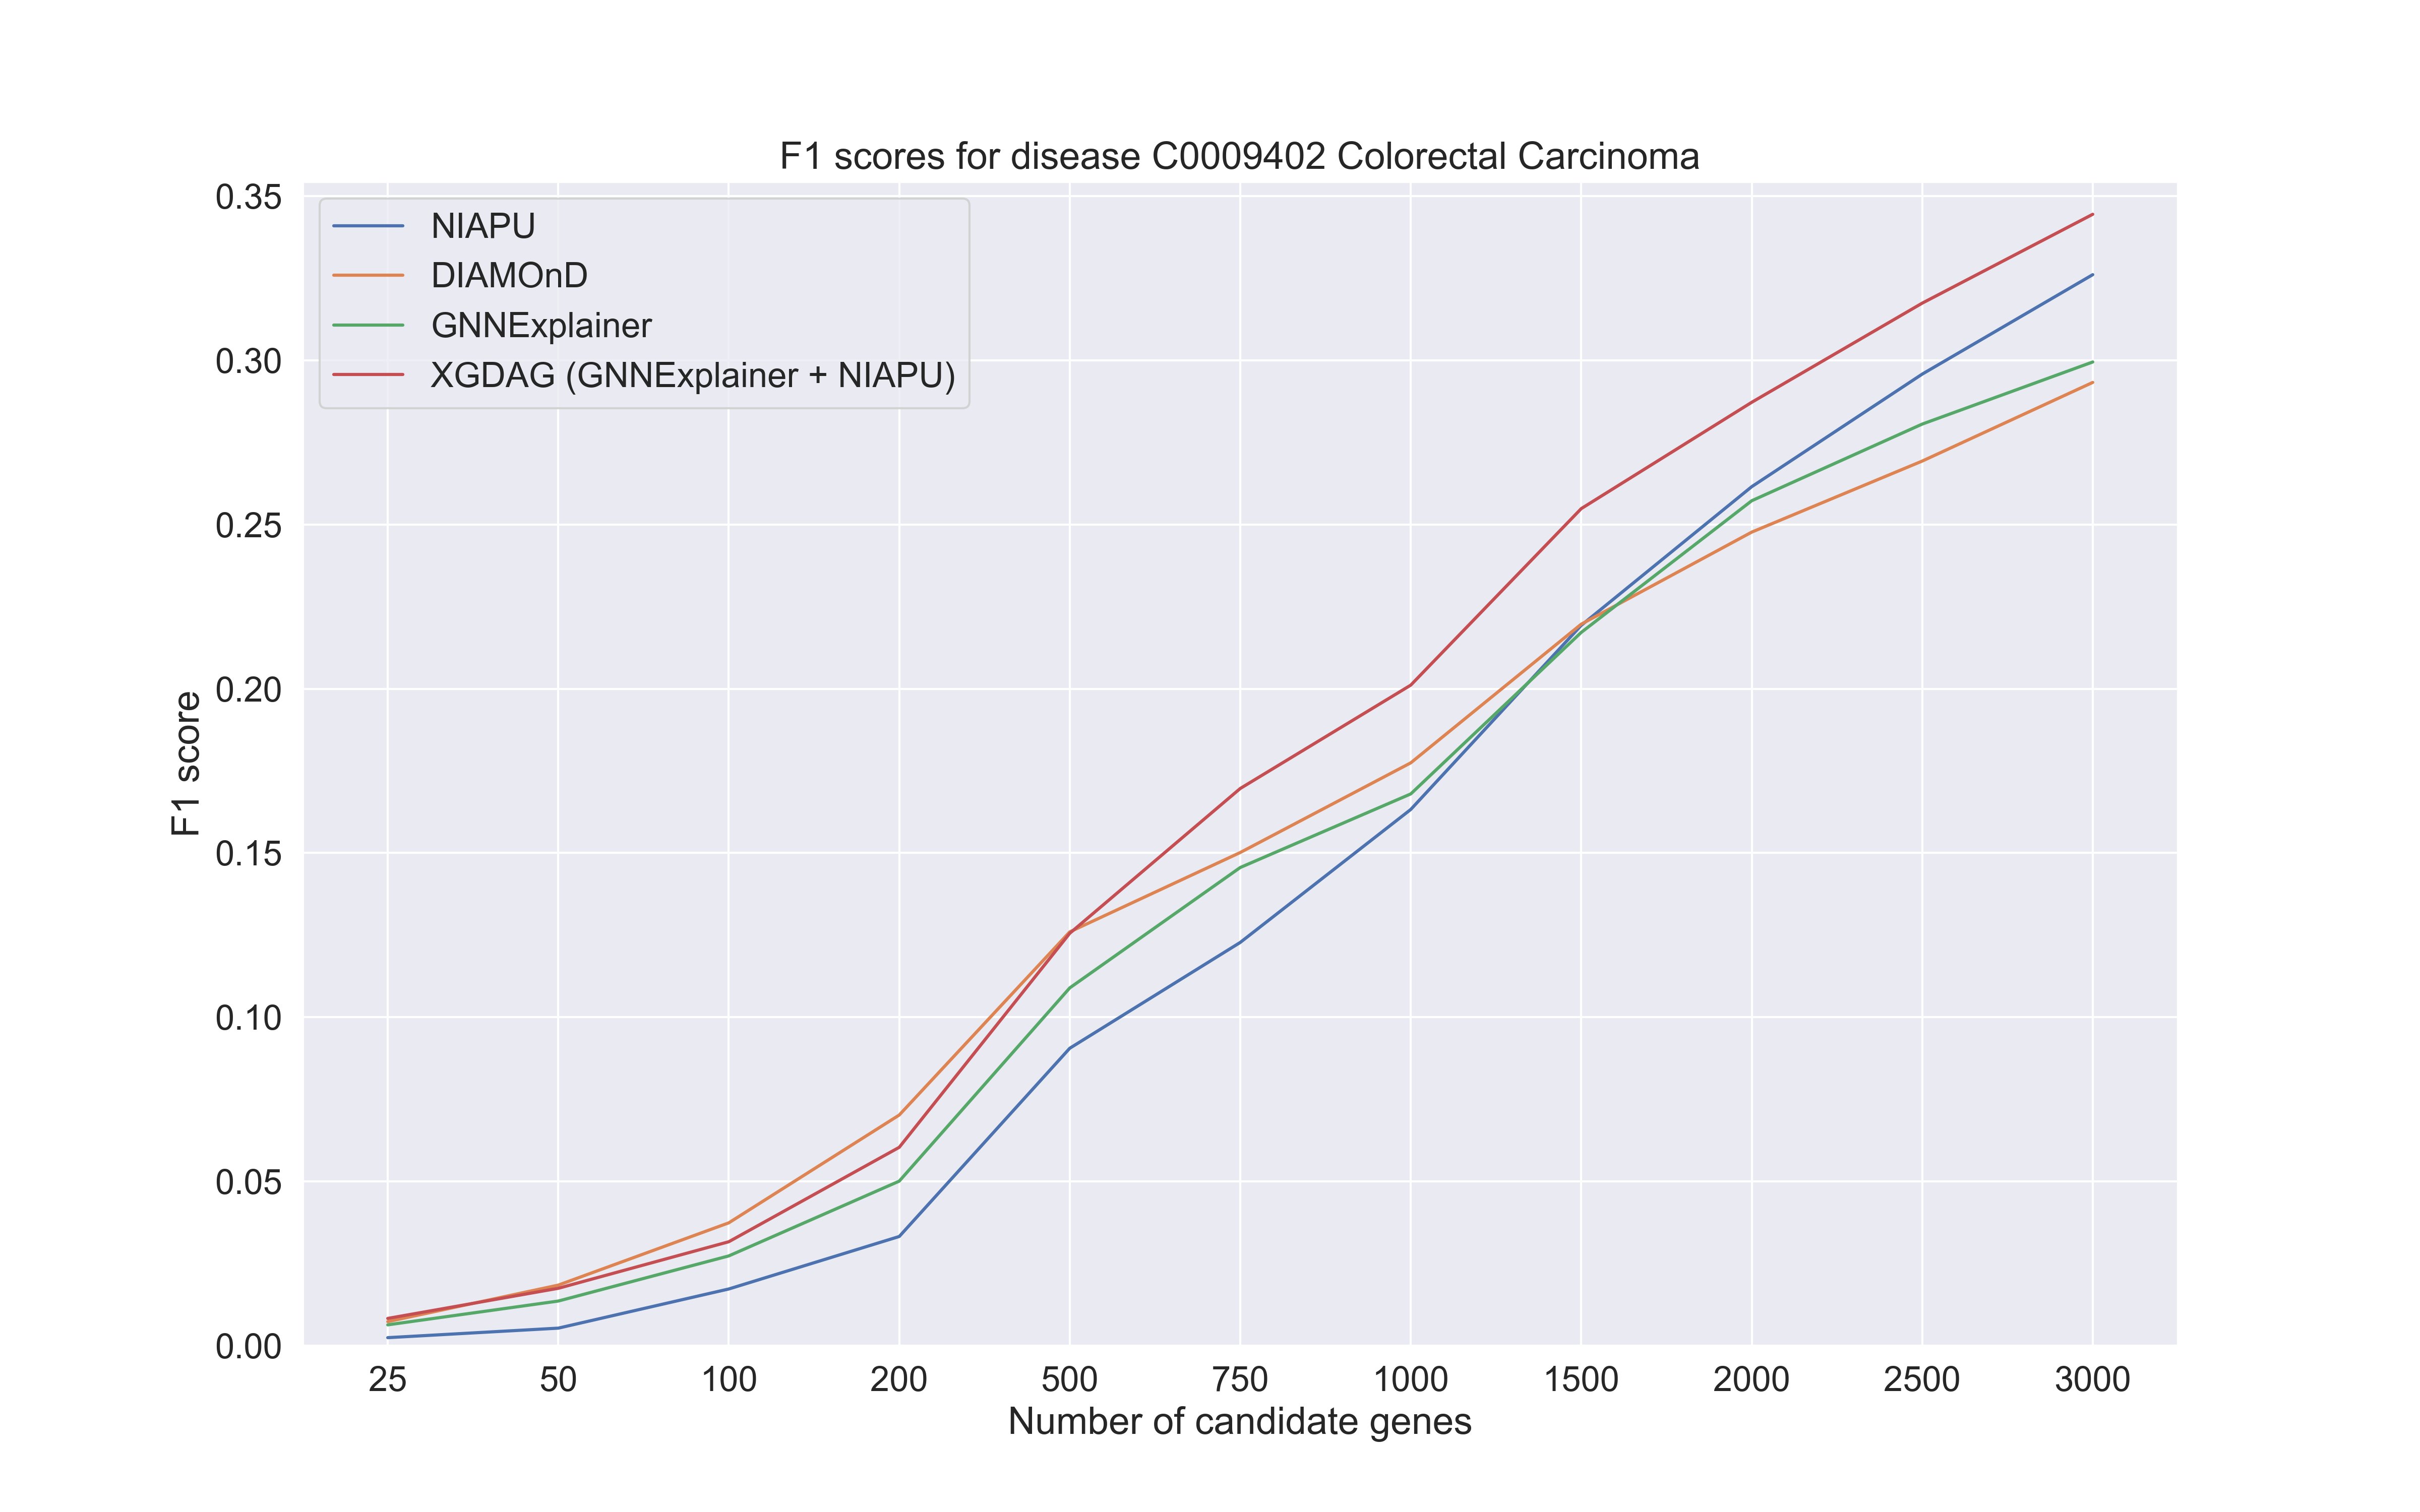 F1 scores for disease C0009402 Colorectal Carcinoma
NIAPU
DIAMOnD
GNNExplainer
XGDAG (GNNExplainer + NIAPU)
F1 score
0.35
0.30
0.25
0.20
0.15
0.10
0.05
0.00
25 50 100 200 500 750 1000 1500 2000 2500 3000
Number of candidate genes